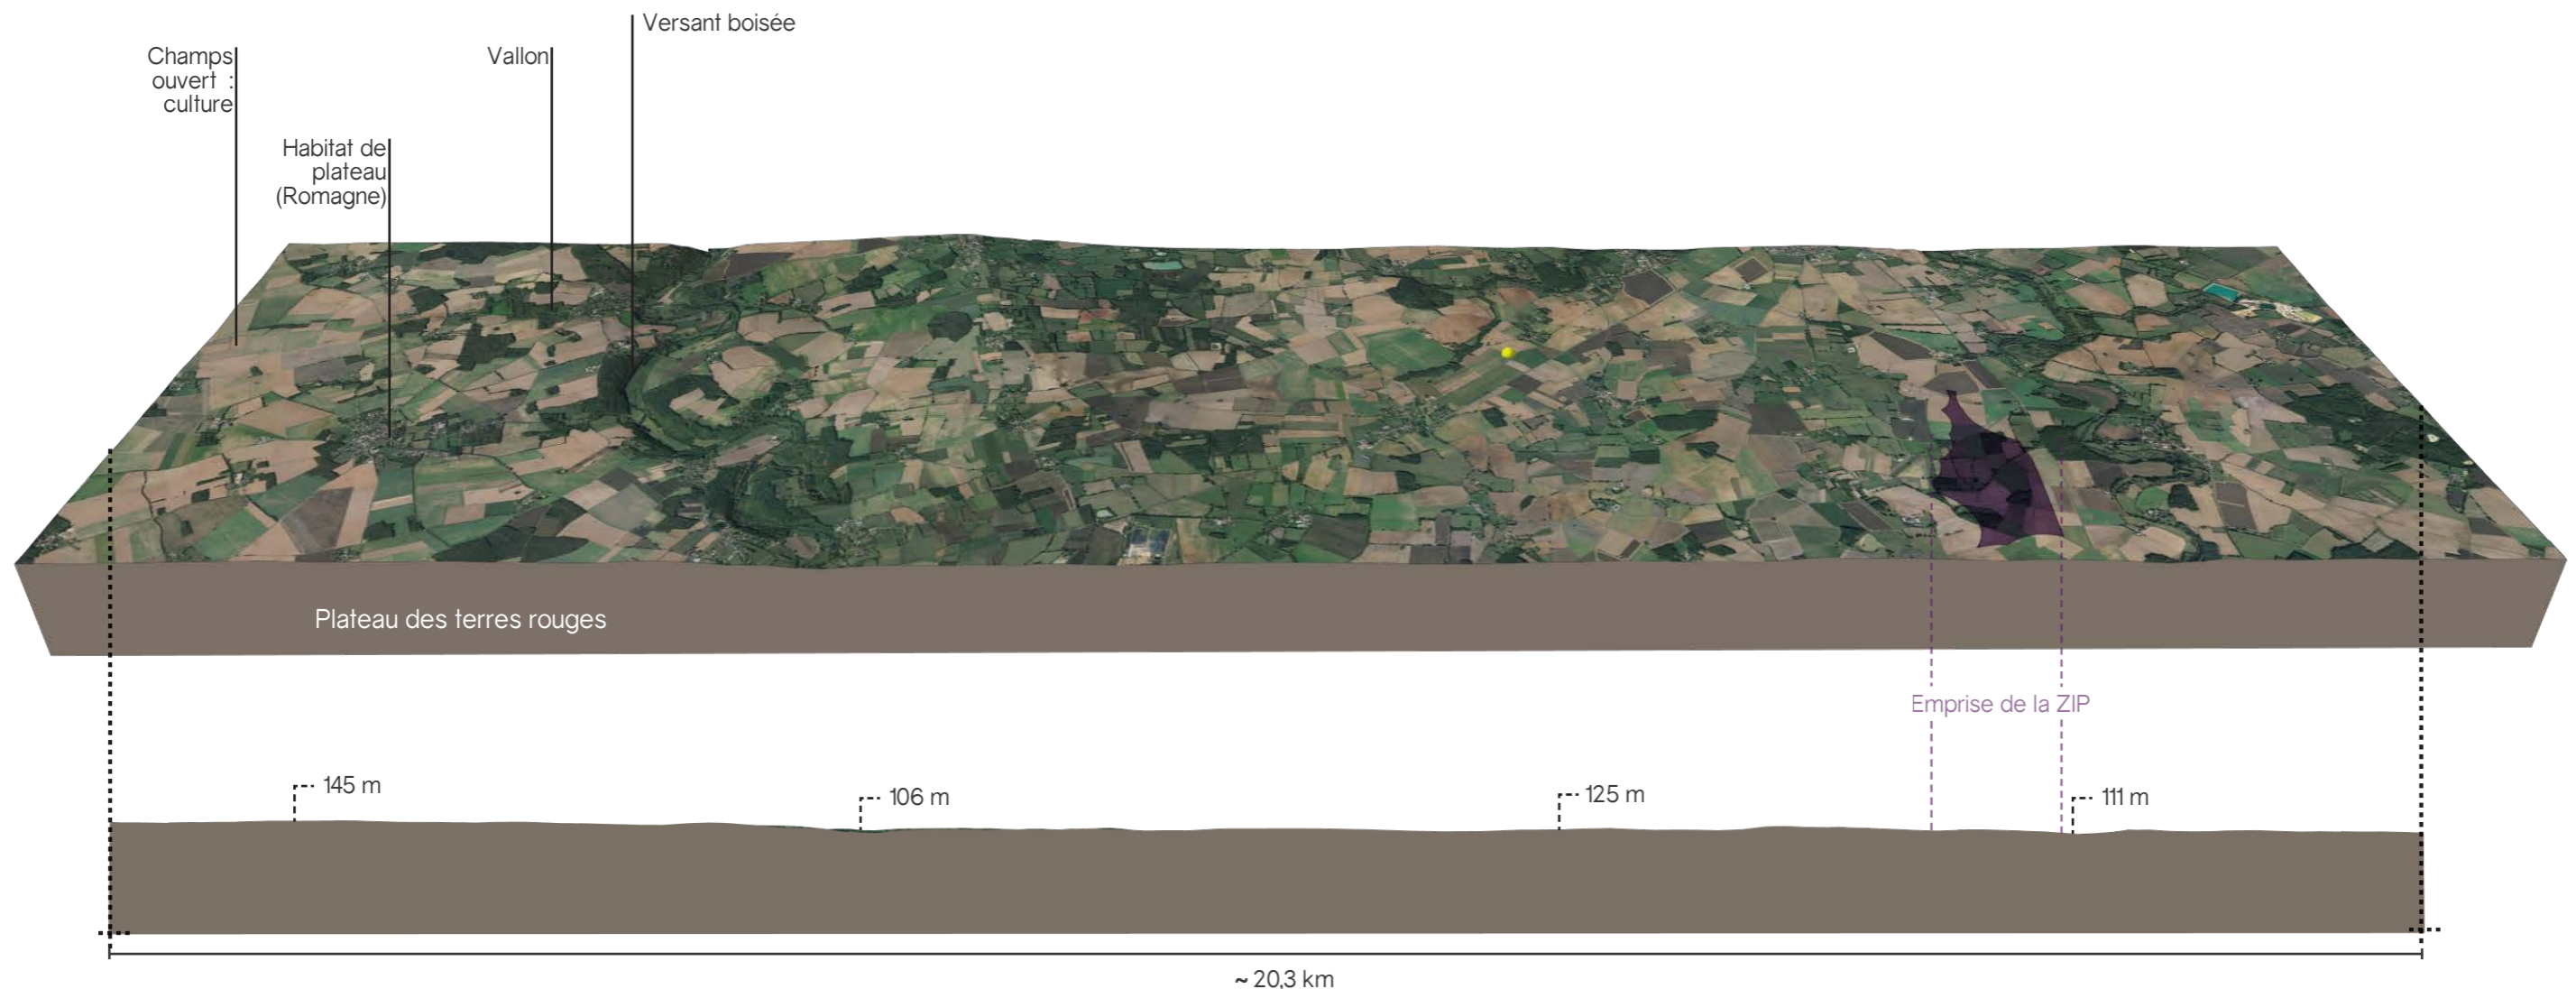 Versant boisée
Champs
ouvert :
culture
Vallon
Habitat de
plateau
(Romagne)
Plateau des terres rouges
Emprise de la ZIP
145 m
106 m
125 m
111 m
~ 20,3 km